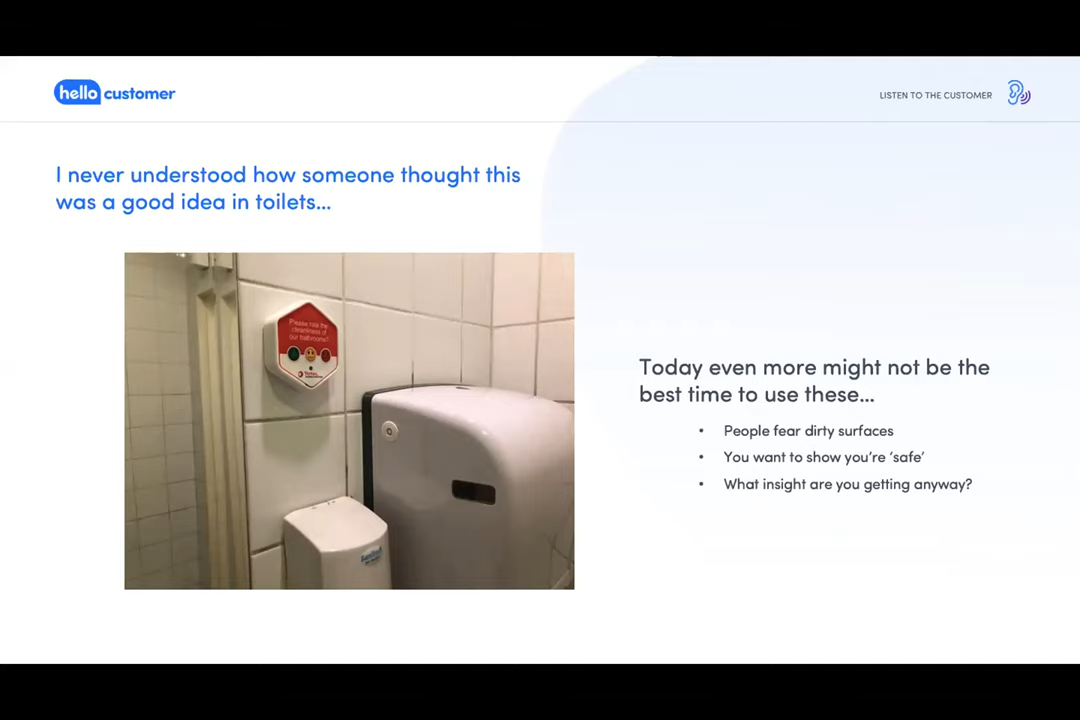 hello customer
LISTEN TO THE CUSTOMER
I never understood how someone thought this
was a good idea in toilets...
Please rate the
cleanliness of
our bathrooms?
Today even more might not be the
best time to use these...
• People fear dirty surfaces
• You want to show you're 'safe'
• What insight are you getting anyway?